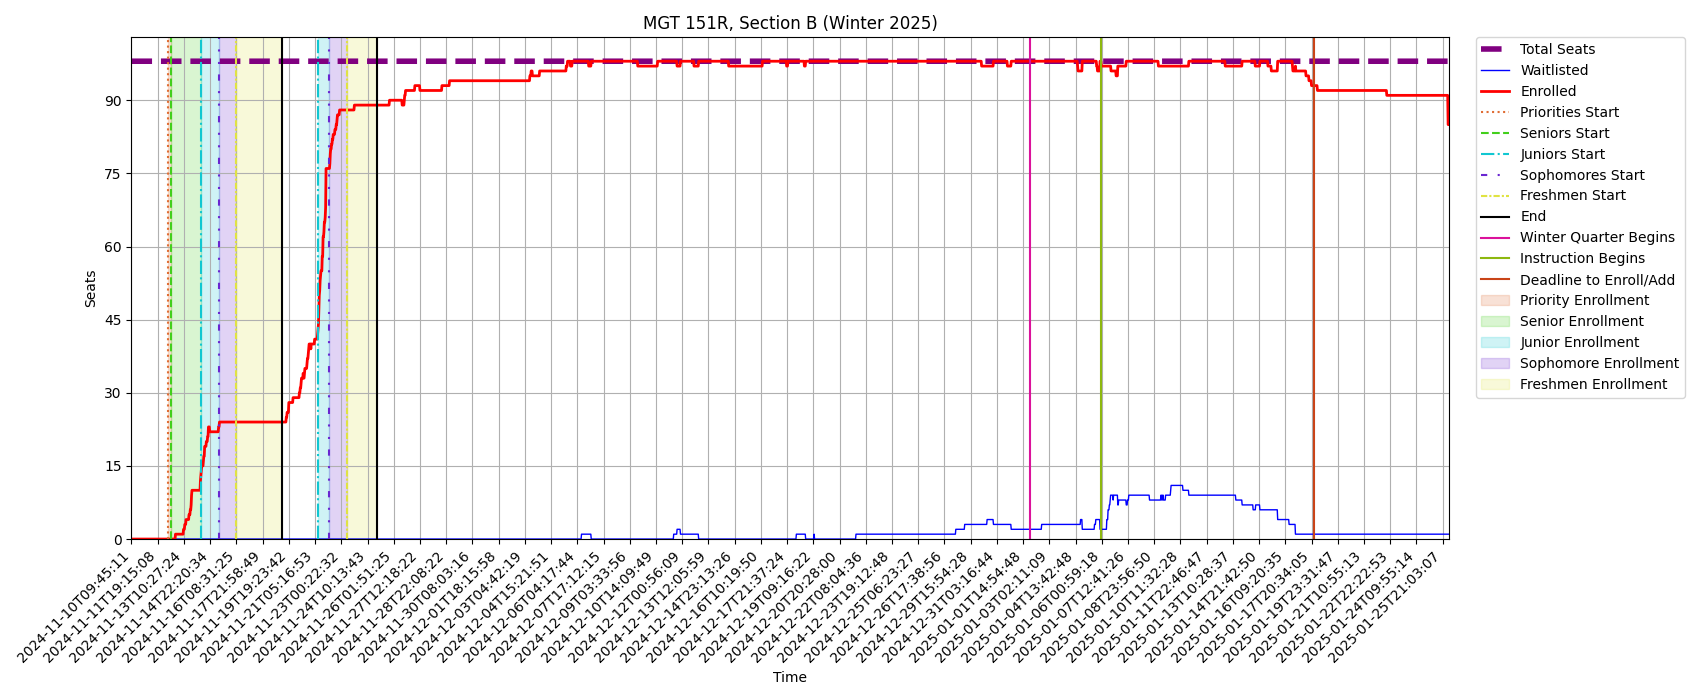 MGT 151R, Section B (Winter 2025)
Seats
90
75
60
45
30
15
0
2024-11-10T09:45:11
2024-11-11T19:15:08
2024-11-13T10:27:24
2024-11-14T22:20:34
2024-11-16T08:31:25
2024-11-17T21:58:49
2024-11-19T19:23:42
2024-11-21T05:16:53
2024-11-23T00:22:32
2024-11-24T10:13:43
2024-11-26T01:51:25
2024-11-27T12:18:22
2024-11-28T22:08:22
2024-11-30T08:03:16
2024-12-01T18:15:58
2024-12-03T04:42:19
2024-12-04T15:21:51
2024-12-06T04:17:44
2024-12-07T17:12:15
2024-12-09T03:33:56
2024-12-10T14:09:49
2024-12-12T00:56:09
2024-12-13T12:05:59
2024-12-14T23:13:26
2024-12-16T10:19:50
2024-12-17T21:37:24
2024-12-19T09:16:22
2024-12-20T20:28:00
2024-12-22T08:04:36
2024-12-23T19:12:48
2024-12-25T06:23:27
2024-12-26T17:38:56
2024-12-29T15:54:28
2024-12-31T03:16:44
2025-01-01T14:54:48
2025-01-03T02:11:09
2025-01-04T13:42:48
2025-01-06T00:59:18
2025-01-07T12:41:26
2025-01-08T23:56:50
2025-01-10T11:32:28
2025-01-11T22:46:47
2025-01-13T10:28:37
2025-01-14T21:42:50
2025-01-16T09:20:35
2025-01-17T20:34:05
2025-01-19T23:31:47
2025-01-21T10:55:13
2025-01-22T22:22:53
2025-01-24T09:55:14
2025-01-25T21:03:07
Time
Total Seats
Waitlisted
Enrolled
Priorities Start
Seniors Start
Juniors Start
Sophomores Start
Freshmen Start
End
Winter Quarter Begins
Instruction Begins
Deadline to Enroll/Add
Priority Enrollment
Senior Enrollment
Junior Enrollment
Sophomore Enrollment
Freshmen Enrollment